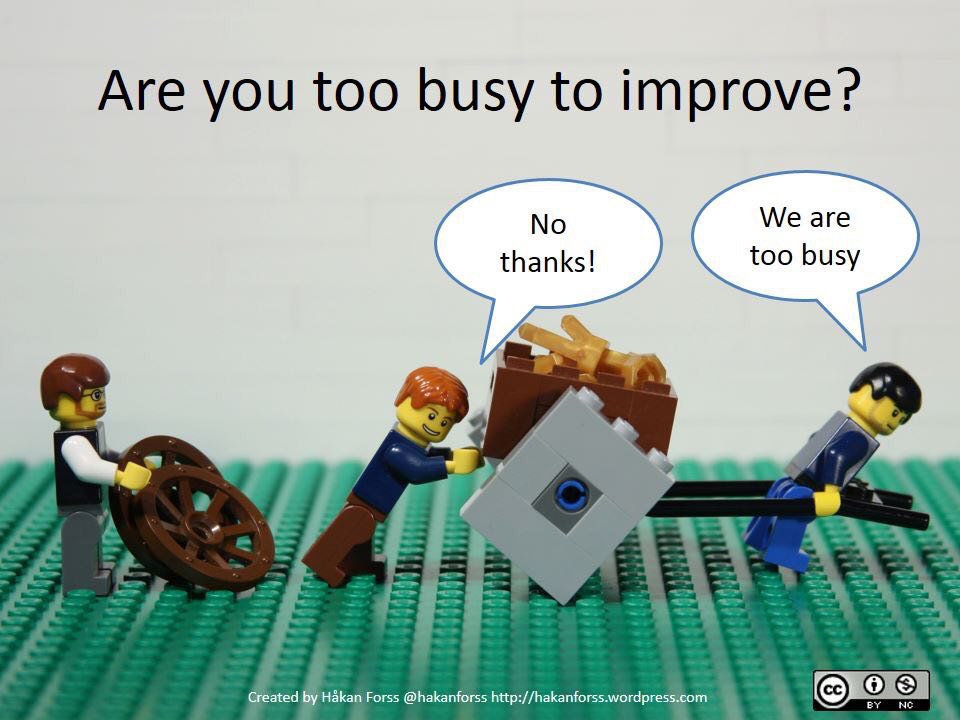 Are you too busy to improve?
No
thanks!
We are
too busy
Created by Håkan Forss @hakanforss http://hakanforss.wordpress.com
cc
BY NC